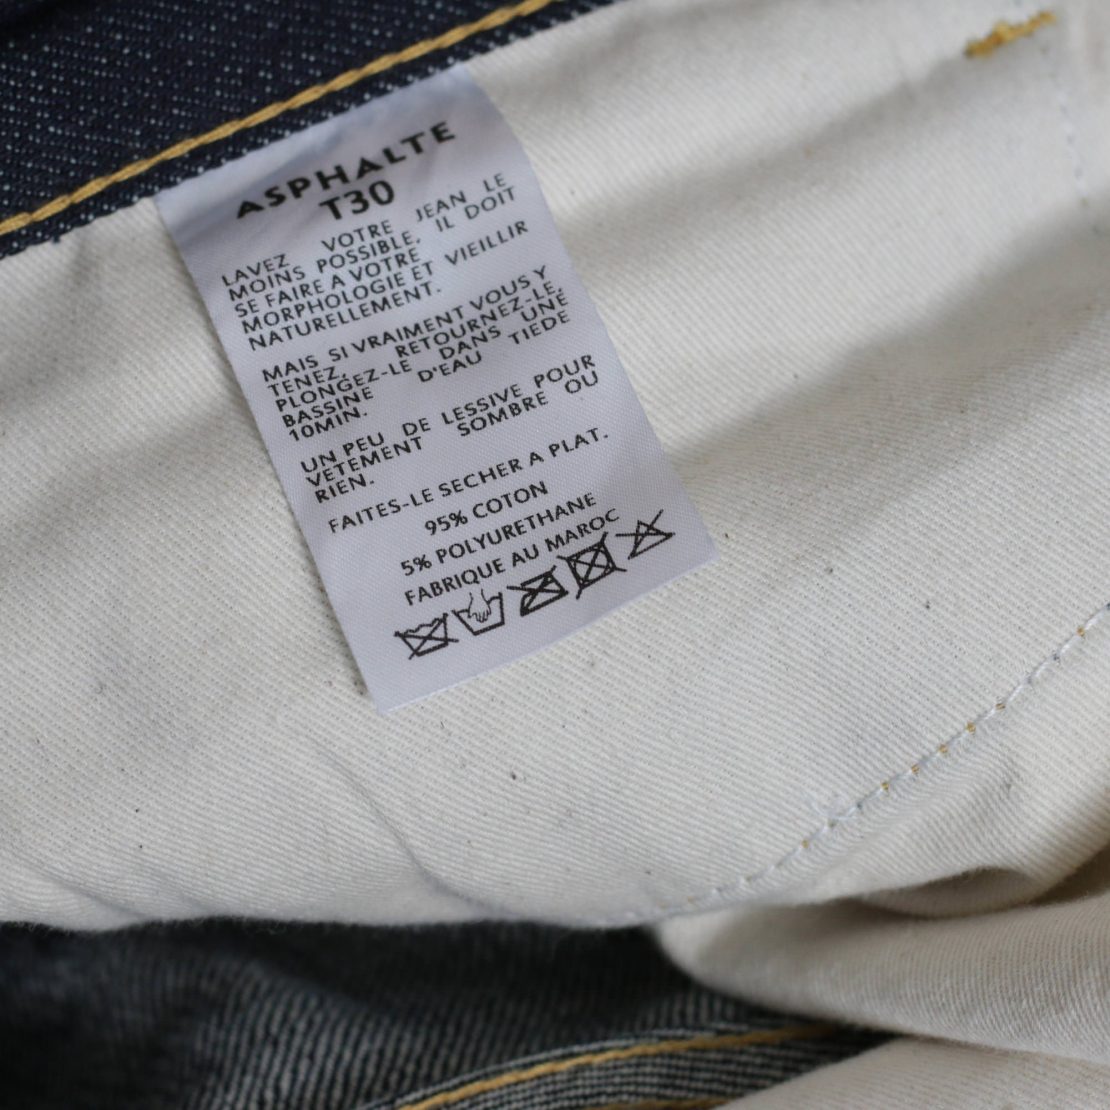 ASPHALTE
T30
LAVEZ VOTRE JEAN LE
MOINS POSSIBLE, IL DOIT
SE FAIRE A VOTRE
MORPHOLOGIE ET VIEILLIR
NATURELLEMENT.
MAIS SI VRAIMENT VOUS Y
TENEZ, RETOURNEZ-LE,
PLONGEZ-LE DANS UNE
BASSINE D'EAU TIEDE
10MIN.
UN PEU DE LESSIVE POUR
VETEMENT SOMBRE OU
RIEN.
FAITES-LE SECHER A PLAT.
95% COTON
5% POLYURETHANE
FABRIQUE AU MAROC